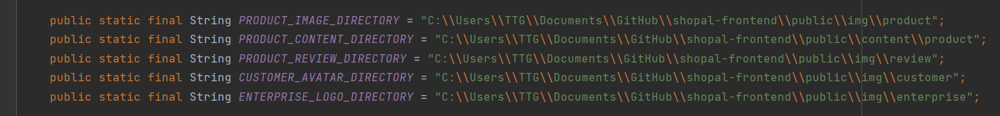 public static final String PRODUCT_IMAGE_DIRECTORY = "C:\\Users\\TTG\\Documents\\GitHub\\shopal-frontend\\public\\img\\product";
public static final String PRODUCT_CONTENT_DIRECTORY = "C:\\Users\\TTG\\Documents\\GitHub\\shopal-frontend\\public\\content\\product";
public static final String PRODUCT_REVIEW_DIRECTORY = "C:\\Users\\TTG\\Documents\\GitHub\\shopal-frontend\\public\\img\\review";
public static final String CUSTOMER_AVATAR_DIRECTORY = "C:\\Users\\TTG\\Documents\\GitHub\\shopal-frontend\\public\\img\\customer";
public static final String ENTERPRISE_LOGO_DIRECTORY = "C:\\Users\\TTG\\Documents\\GitHub\\shopal-frontend\\public\\img\\enterprise";